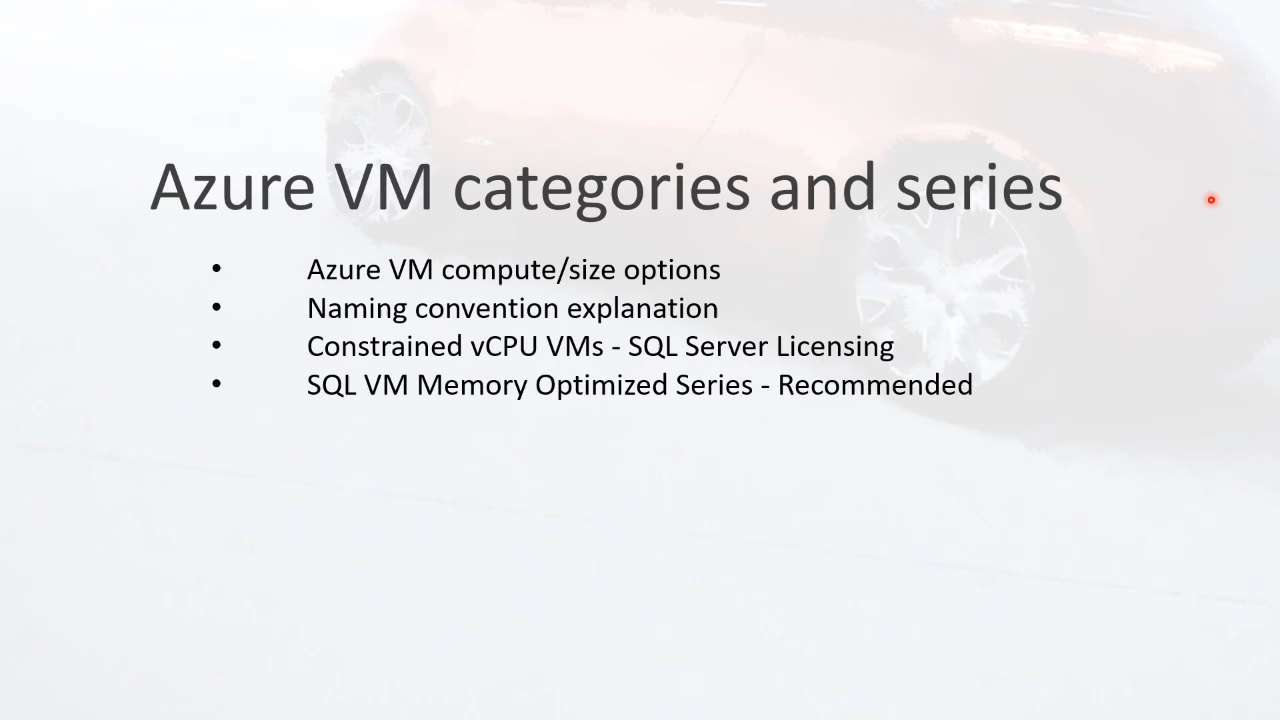 Azure VM categories and series
• Azure VM compute/size options
• Naming convention explanation
• Constrained vCPU VMs - SQL Server Licensing
• SQL VM Memory Optimized Series - Recommended